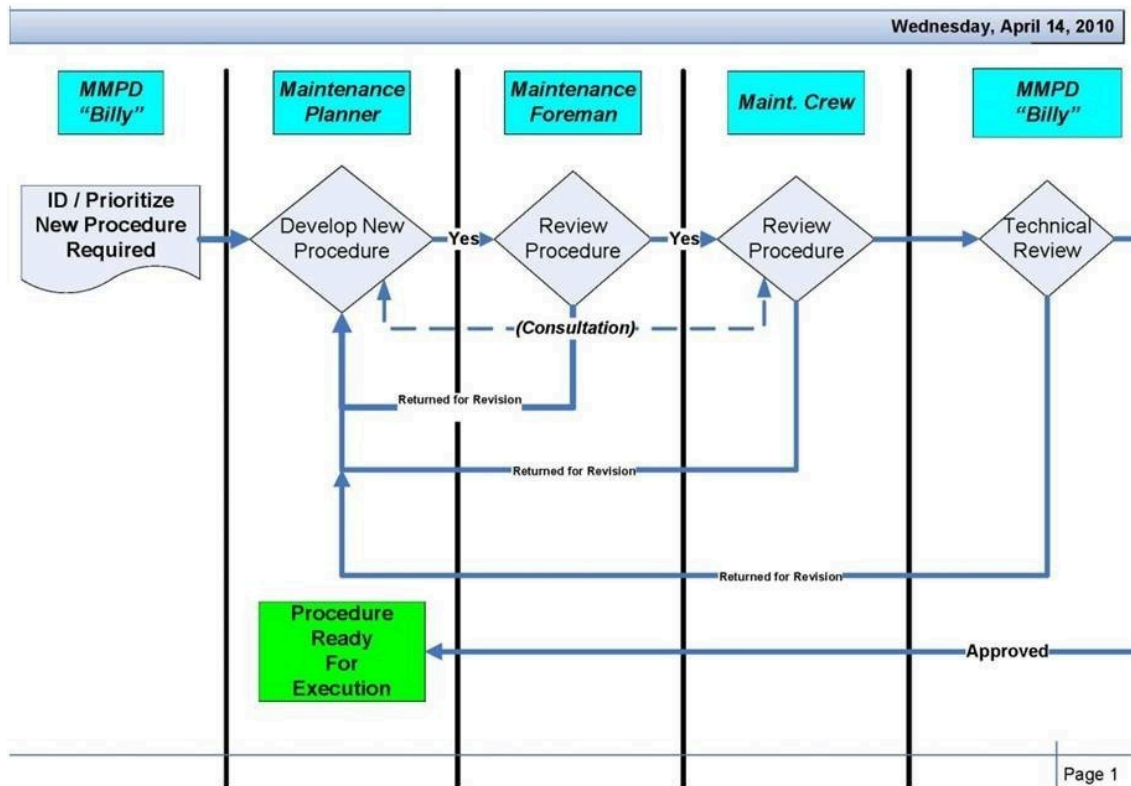 Wednesday, April 14, 2010
MMPD
“Billy”
Maintenance
Planner
Maintenance
Foreman
Maint. Crew
MMPD
“Billy”
ID / Prioritize
New Procedure
Required
Develop New
Procedure
Yes
Review
Procedure
Yes
Review
Procedure
Technical
Review
(Consultation)
Returned for Revision
Returned for Revision
Returned for Revision
Procedure
Ready
For
Execution
Approved
Page 1